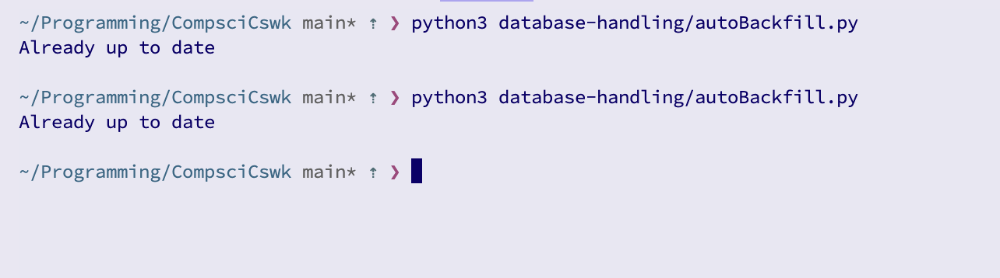 ~/Programming/CompsciCswk main* ⇡ ❯ python3 database-handling/autoBackfill.py
Already up to date
~/Programming/CompsciCswk main* ⇡ ❯ python3 database-handling/autoBackfill.py
Already up to date
~/Programming/CompsciCswk main* ⇡ ❯